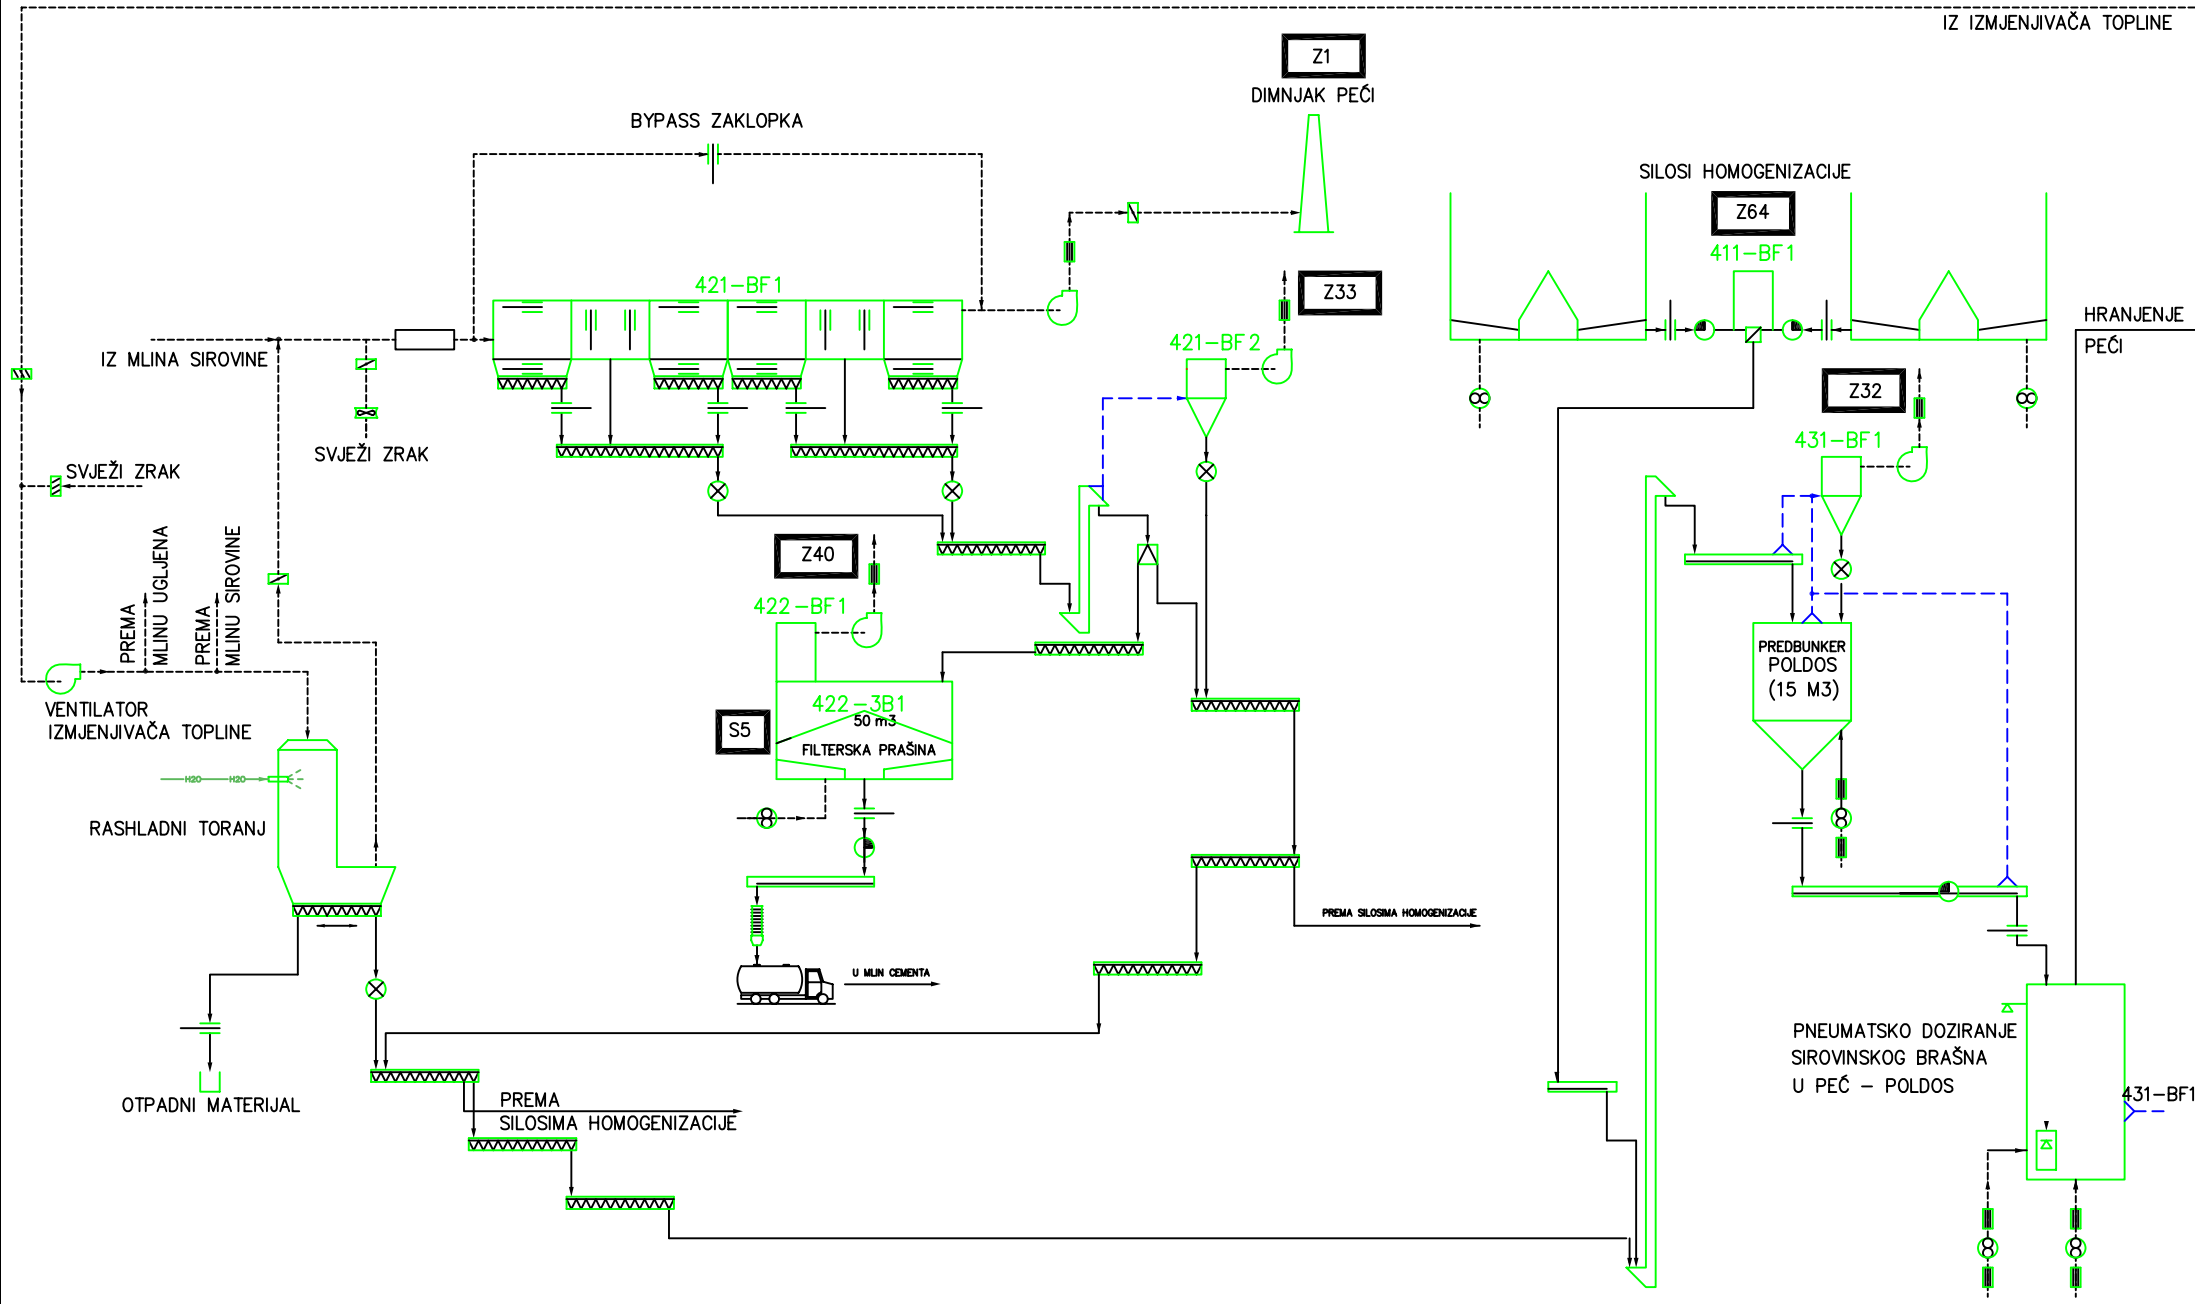 IZ IZMJENJIVAČA TOPLINE
Z1
DIMNJAK PEĆI
BYPASS ZAKLOPKA
SILOSI HOMOGENIZACIJE
Z64
411-BF1
421-BF1
Z33
HRANJENJE
PEĆI
421-BF2
IZ MLINA SIROVINE
Z32
431-BF1
SVJEŽI ZRAK
SVJEŽI ZRAK
PREMA
MLINU UGLJENA
PREMA
MLINU SIROVINE
Z40
422-BF1
PREDBUNKER
POLDOS
(15 M3)
VENTILATOR
IZMJENJIVAČA TOPLINE
422-3B1
50 m3
S5
FILTERSKA PRAŠINA
H2O
H2O
RASHLADNI TORANJ
PREMA SILOSIMA HOMOGENIZACIJE
U MLIN CEMENTA
PNEUMATSKO DOZIRANJE
SIROVINSKOG BRAŠNA
U PEĆ - POLDOS
431-BF1
OTPADNI MATERIJAL
PREMA
SILOSIMA HOMOGENIZACIJE